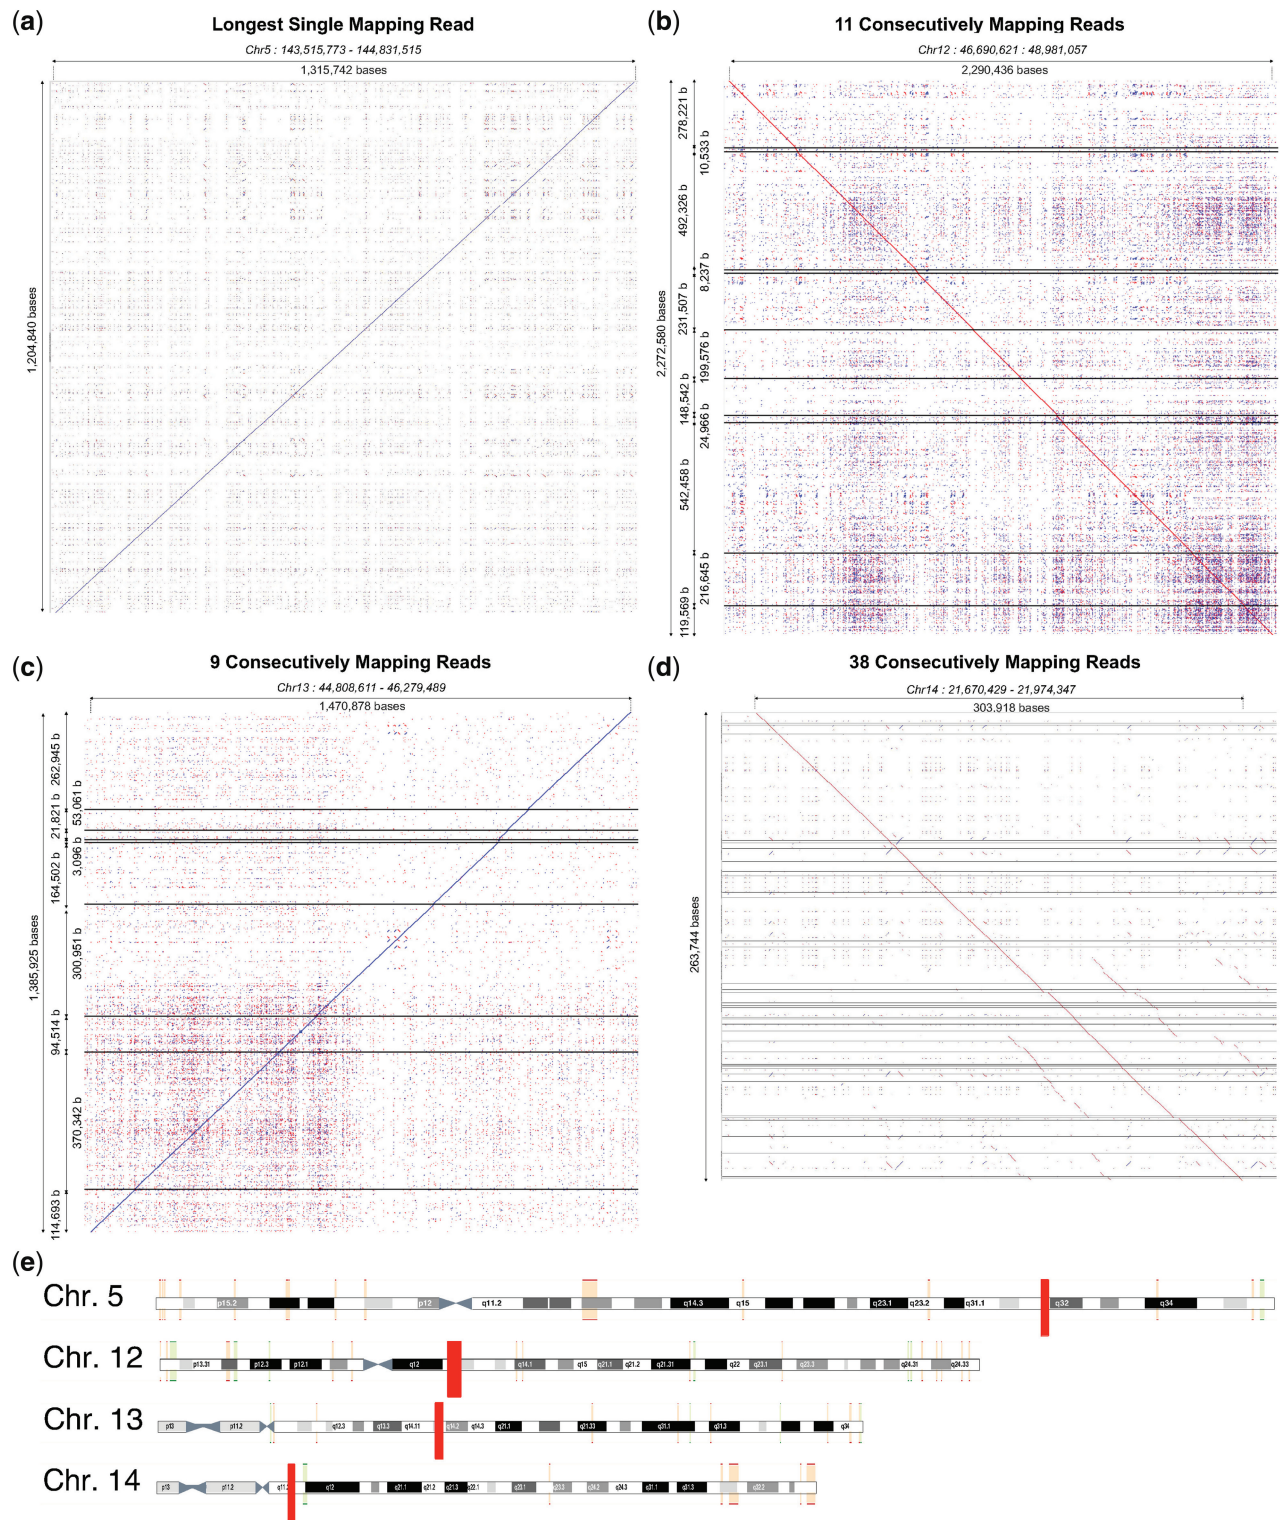 (a)
Longest Single Mapping Read
Chr5 : 143,515,773 - 144,831,515
1,315,742 bases
1,204,840 bases
(b)
11 Consecutively Mapping Reads
Chr12 : 46,690,621 : 48,981,057
2,290,436 bases
2,272,580 bases
278,221 b
10,533 b
492,326 b
8,237 b
231,507 b
199,576 b
148,542 b
24,966 b
542,458 b
216,645 b
119,569 b
(c)
9 Consecutively Mapping Reads
Chr13 : 44,808,611 - 46,279,489
1,470,878 bases
1,385,925 bases
262,945 b
53,061 b
21,821 b
3,096 b
164,502 b
300,951 b
94,514 b
370,342 b
114,693 b
(d)
38 Consecutively Mapping Reads
Chr14 : 21,670,429 - 21,974,347
303,918 bases
263,744 bases
(e)
Chr. 5
p15.2 p12 q11.2 q14.3 q15 q23.1 q23.2 q31.1 q32 q34
Chr. 12
p13.31 p12.3 p12.1 q12 q14.1 q15 q21.1 q21.2 q21.31 q22 q23.1 q23.3 q24.31 q24.33
Chr. 13
p13 p11.2 q12.3 q13.3 q14.11 q14.2 q14.3 q21.1 q21.33 q31.1 q31.3 q34
Chr. 14
p13 p11.2 q12 q21.1 q21.2 q21.3 q22.1 q23.1 q23.3 q24.2 q24.3 q31.1 q31.3 q32.2